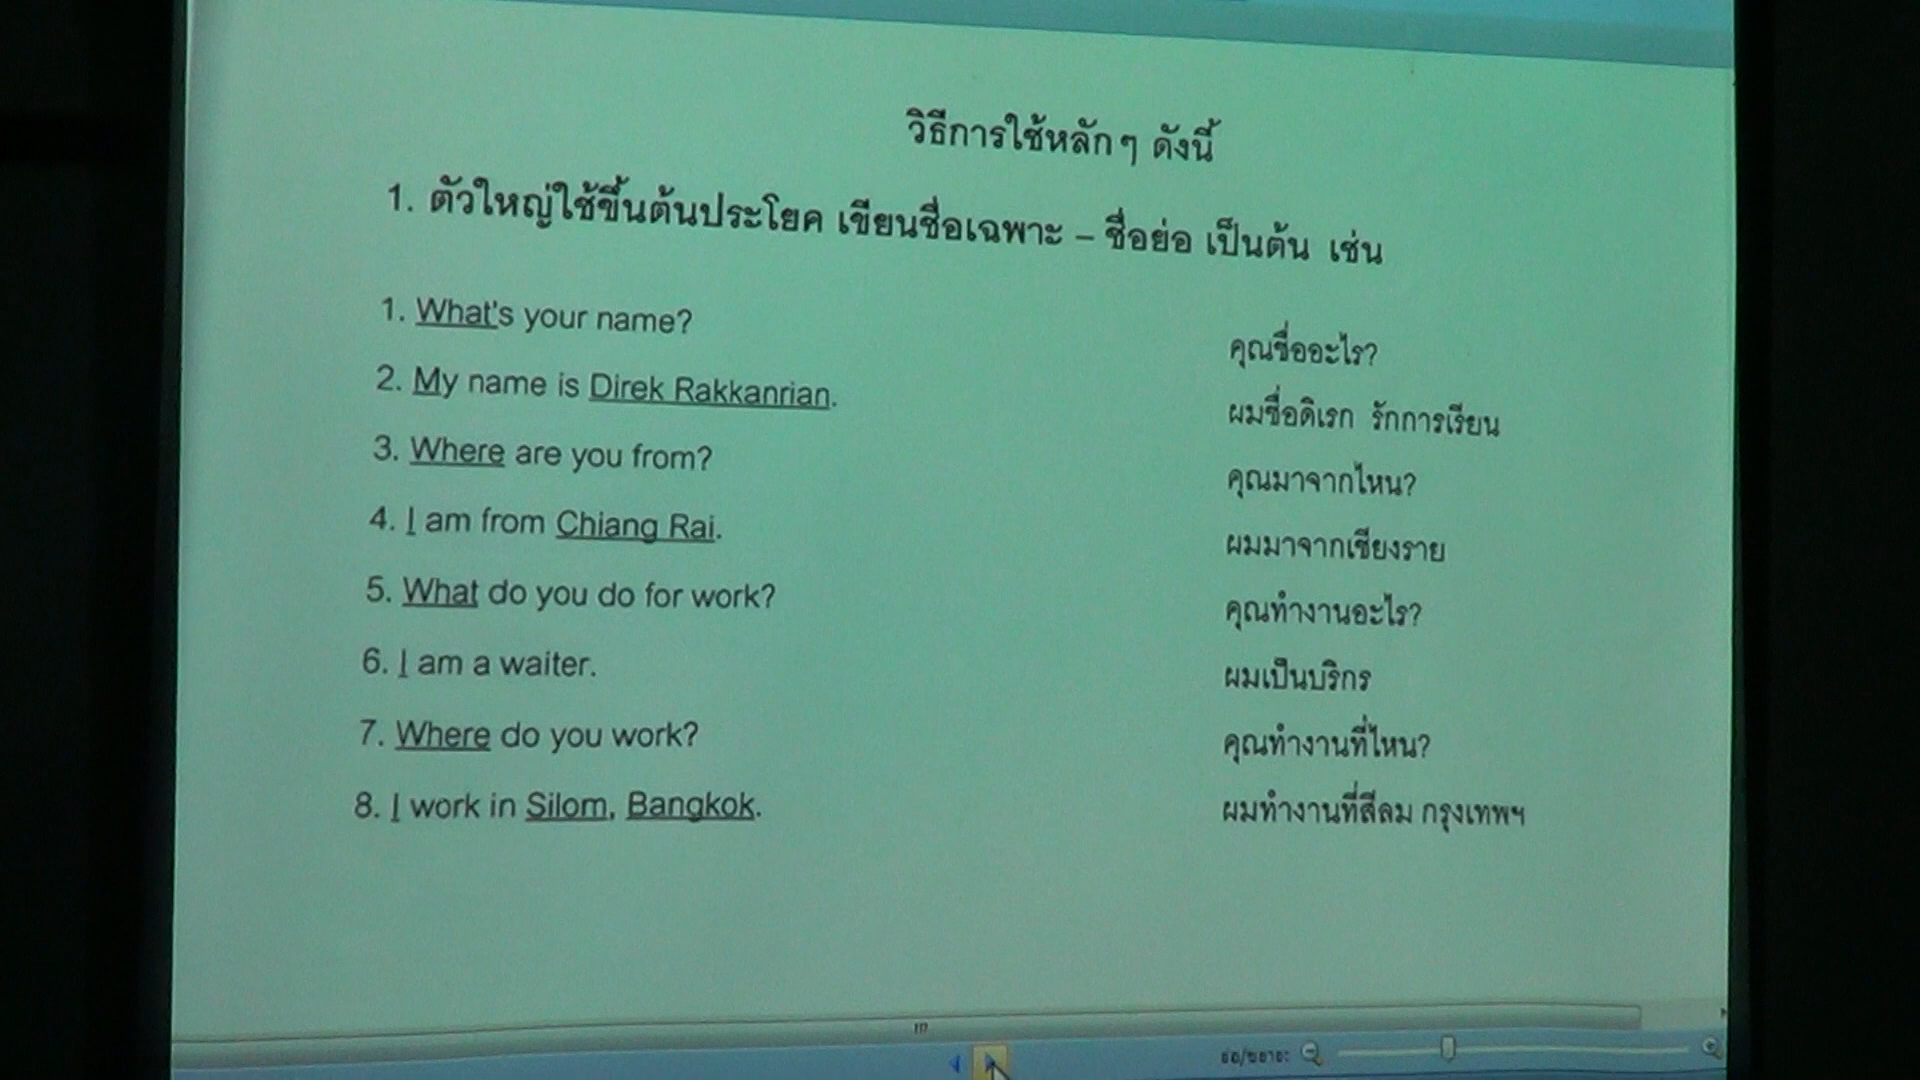 วิธีการใช้หลักๆ ดังนี้
1. ตัวใหญ่ใช้ขึ้นต้นประโยค เขียนชื่อเฉพาะ – ชื่อย่อ เป็นต้น เช่น
1. What's your name? คุณชื่ออะไร?
2. My name is Direk Rakkanrian. ผมชื่อดิเรก รักการเรียน
3. Where are you from? คุณมาจากไหน?
4. I am from Chiang Rai. ผมมาจากเชียงราย
5. What do you do for work? คุณทำงานอะไร?
6. I am a waiter. ผมเป็นบริกร
7. Where do you work? คุณทำงานที่ไหน?
8. I work in Silom, Bangkok. ผมทำงานที่สีลม กรุงเทพฯ
ย่อ/ขยาย: